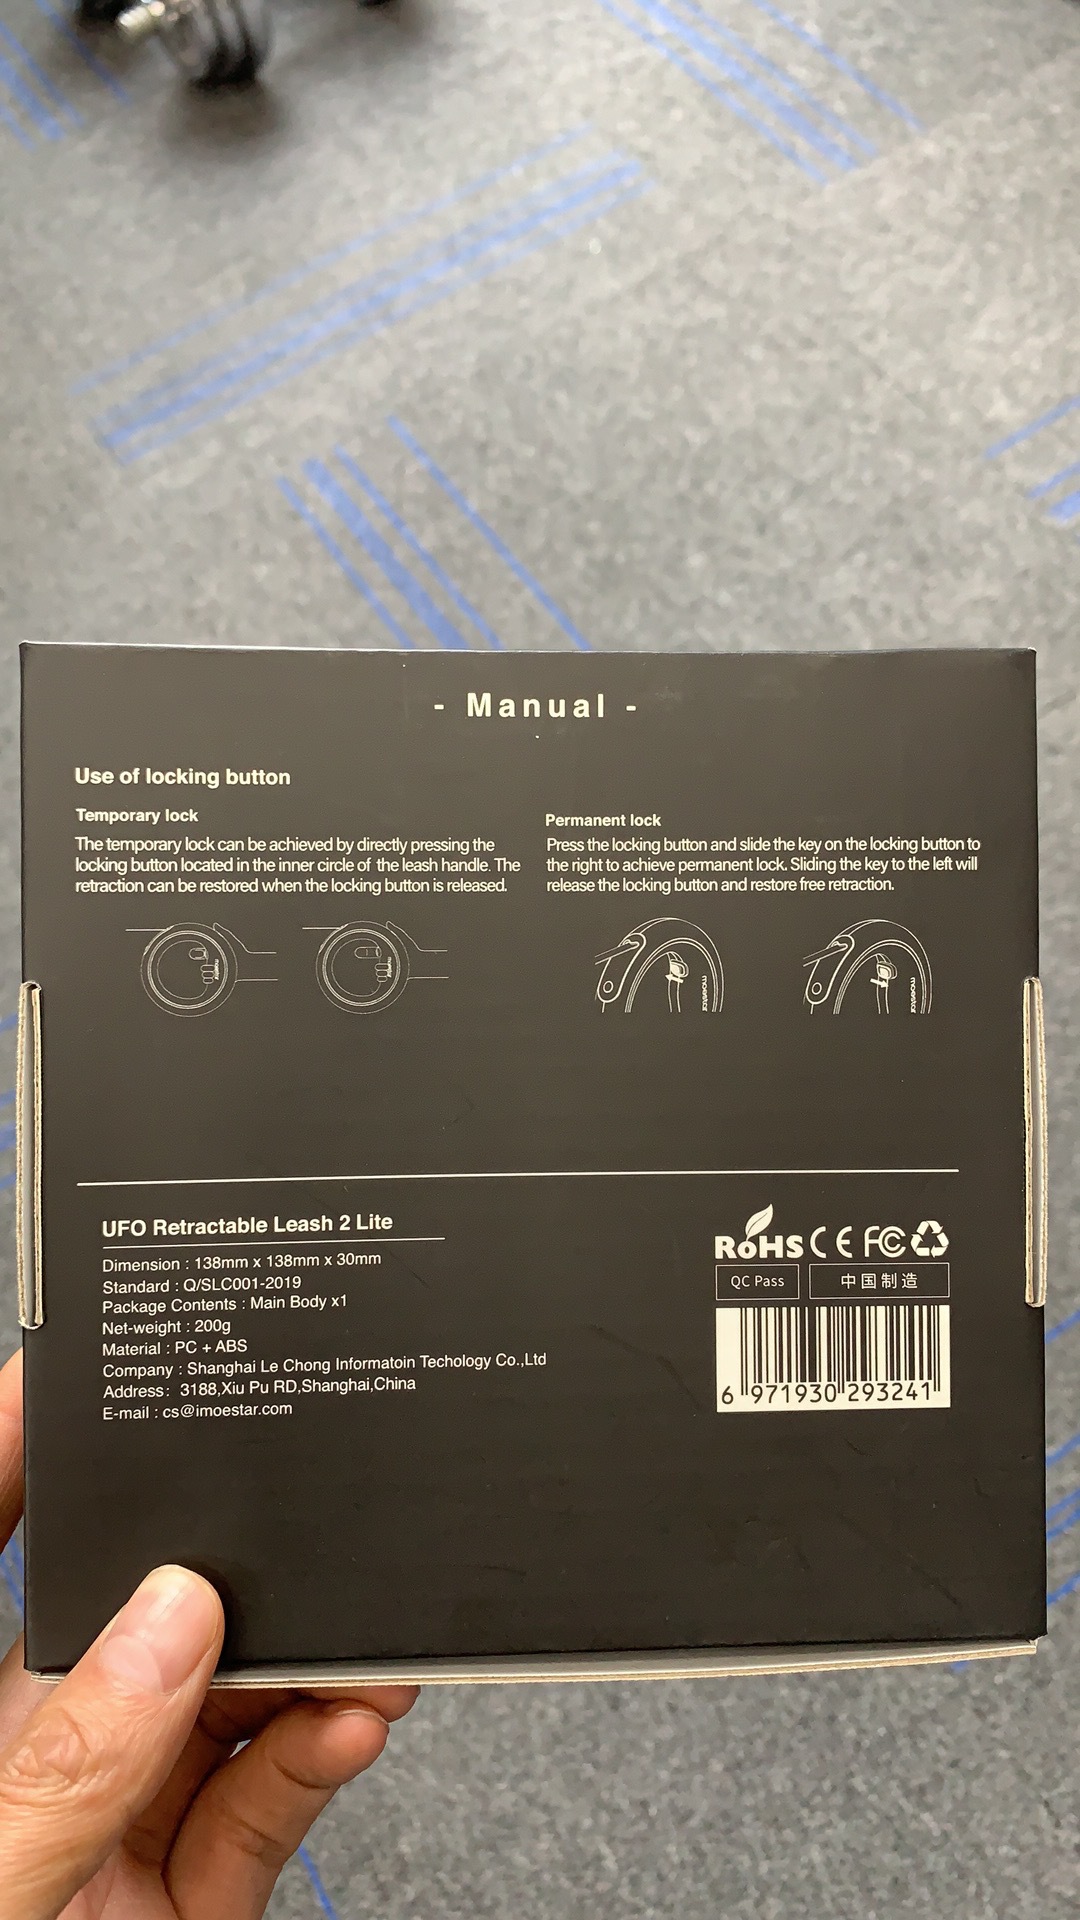 - Manual -
Use of locking button
Temporary lock
The temporary lock can be achieved by directly pressing the
locking button located in the inner circle of the leash handle. The
retraction can be restored when the locking button is released.
Permanent lock
Press the locking button and slide the key on the locking button to
the right to achieve permanent lock. Sliding the key to the left will
release the locking button and restore free retraction.
moestar
moestar
moestar
moestar
UFO Retractable Leash 2 Lite
Dimension : 138mm x 138mm x 30mm
Standard : Q/SLC001-2019
Package Contents : Main Body x1
Net-weight : 200g
Material : PC + ABS
Company : Shanghai Le Chong Informatoin Techology Co.,Ltd
Address: 3188,Xiu Pu RD,Shanghai,China
E-mail : cs@imoestar.com
RoHS CE FC
QC Pass 中国制造
6 971930 293241